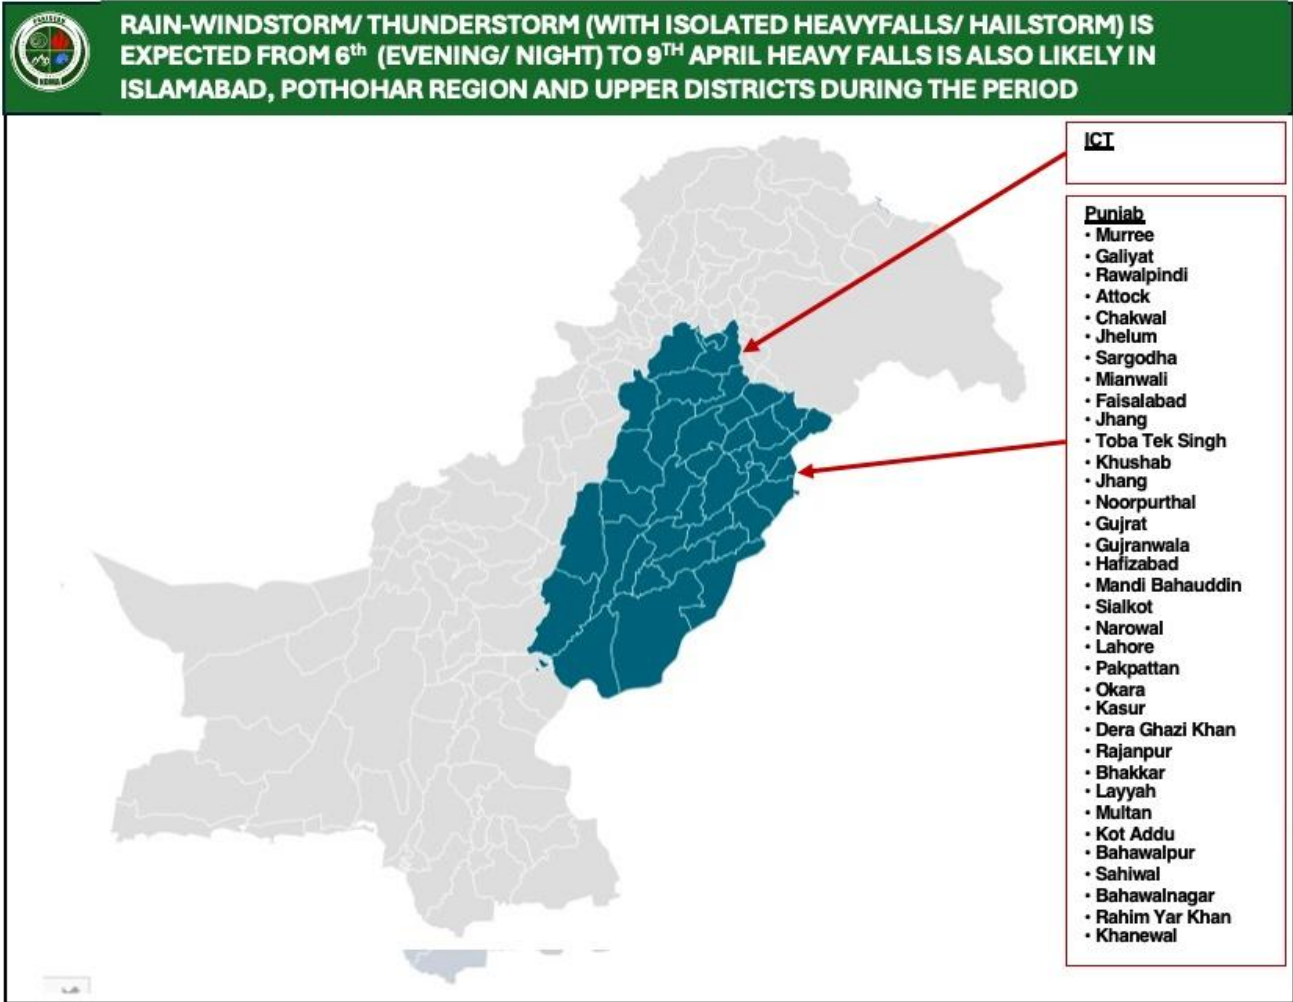 RAIN-WINDSTORM/ THUNDERSTORM (WITH ISOLATED HEAVYFALLS/ HAILSTORM) IS
EXPECTED FROM 6th (EVENING/ NIGHT) TO 9TH APRIL HEAVY FALLS IS ALSO LIKELY IN
ISLAMABAD, POTHOHAR REGION AND UPPER DISTRICTS DURING THE PERIOD
PAKISTAN
NDMA
ICT
Punjab
• Murree
• Galiyat
• Rawalpindi
• Attock
• Chakwal
• Jhelum
• Sargodha
• Mianwali
• Faisalabad
• Jhang
• Toba Tek Singh
• Khushab
• Jhang
• Noorpurthal
• Gujrat
• Gujranwala
• Hafizabad
• Mandi Bahauddin
• Sialkot
• Narowal
• Lahore
• Pakpattan
• Okara
• Kasur
• Dera Ghazi Khan
• Rajanpur
• Bhakkar
• Layyah
• Multan
• Kot Addu
• Bahawalpur
• Sahiwal
• Bahawalnagar
• Rahim Yar Khan
• Khanewal